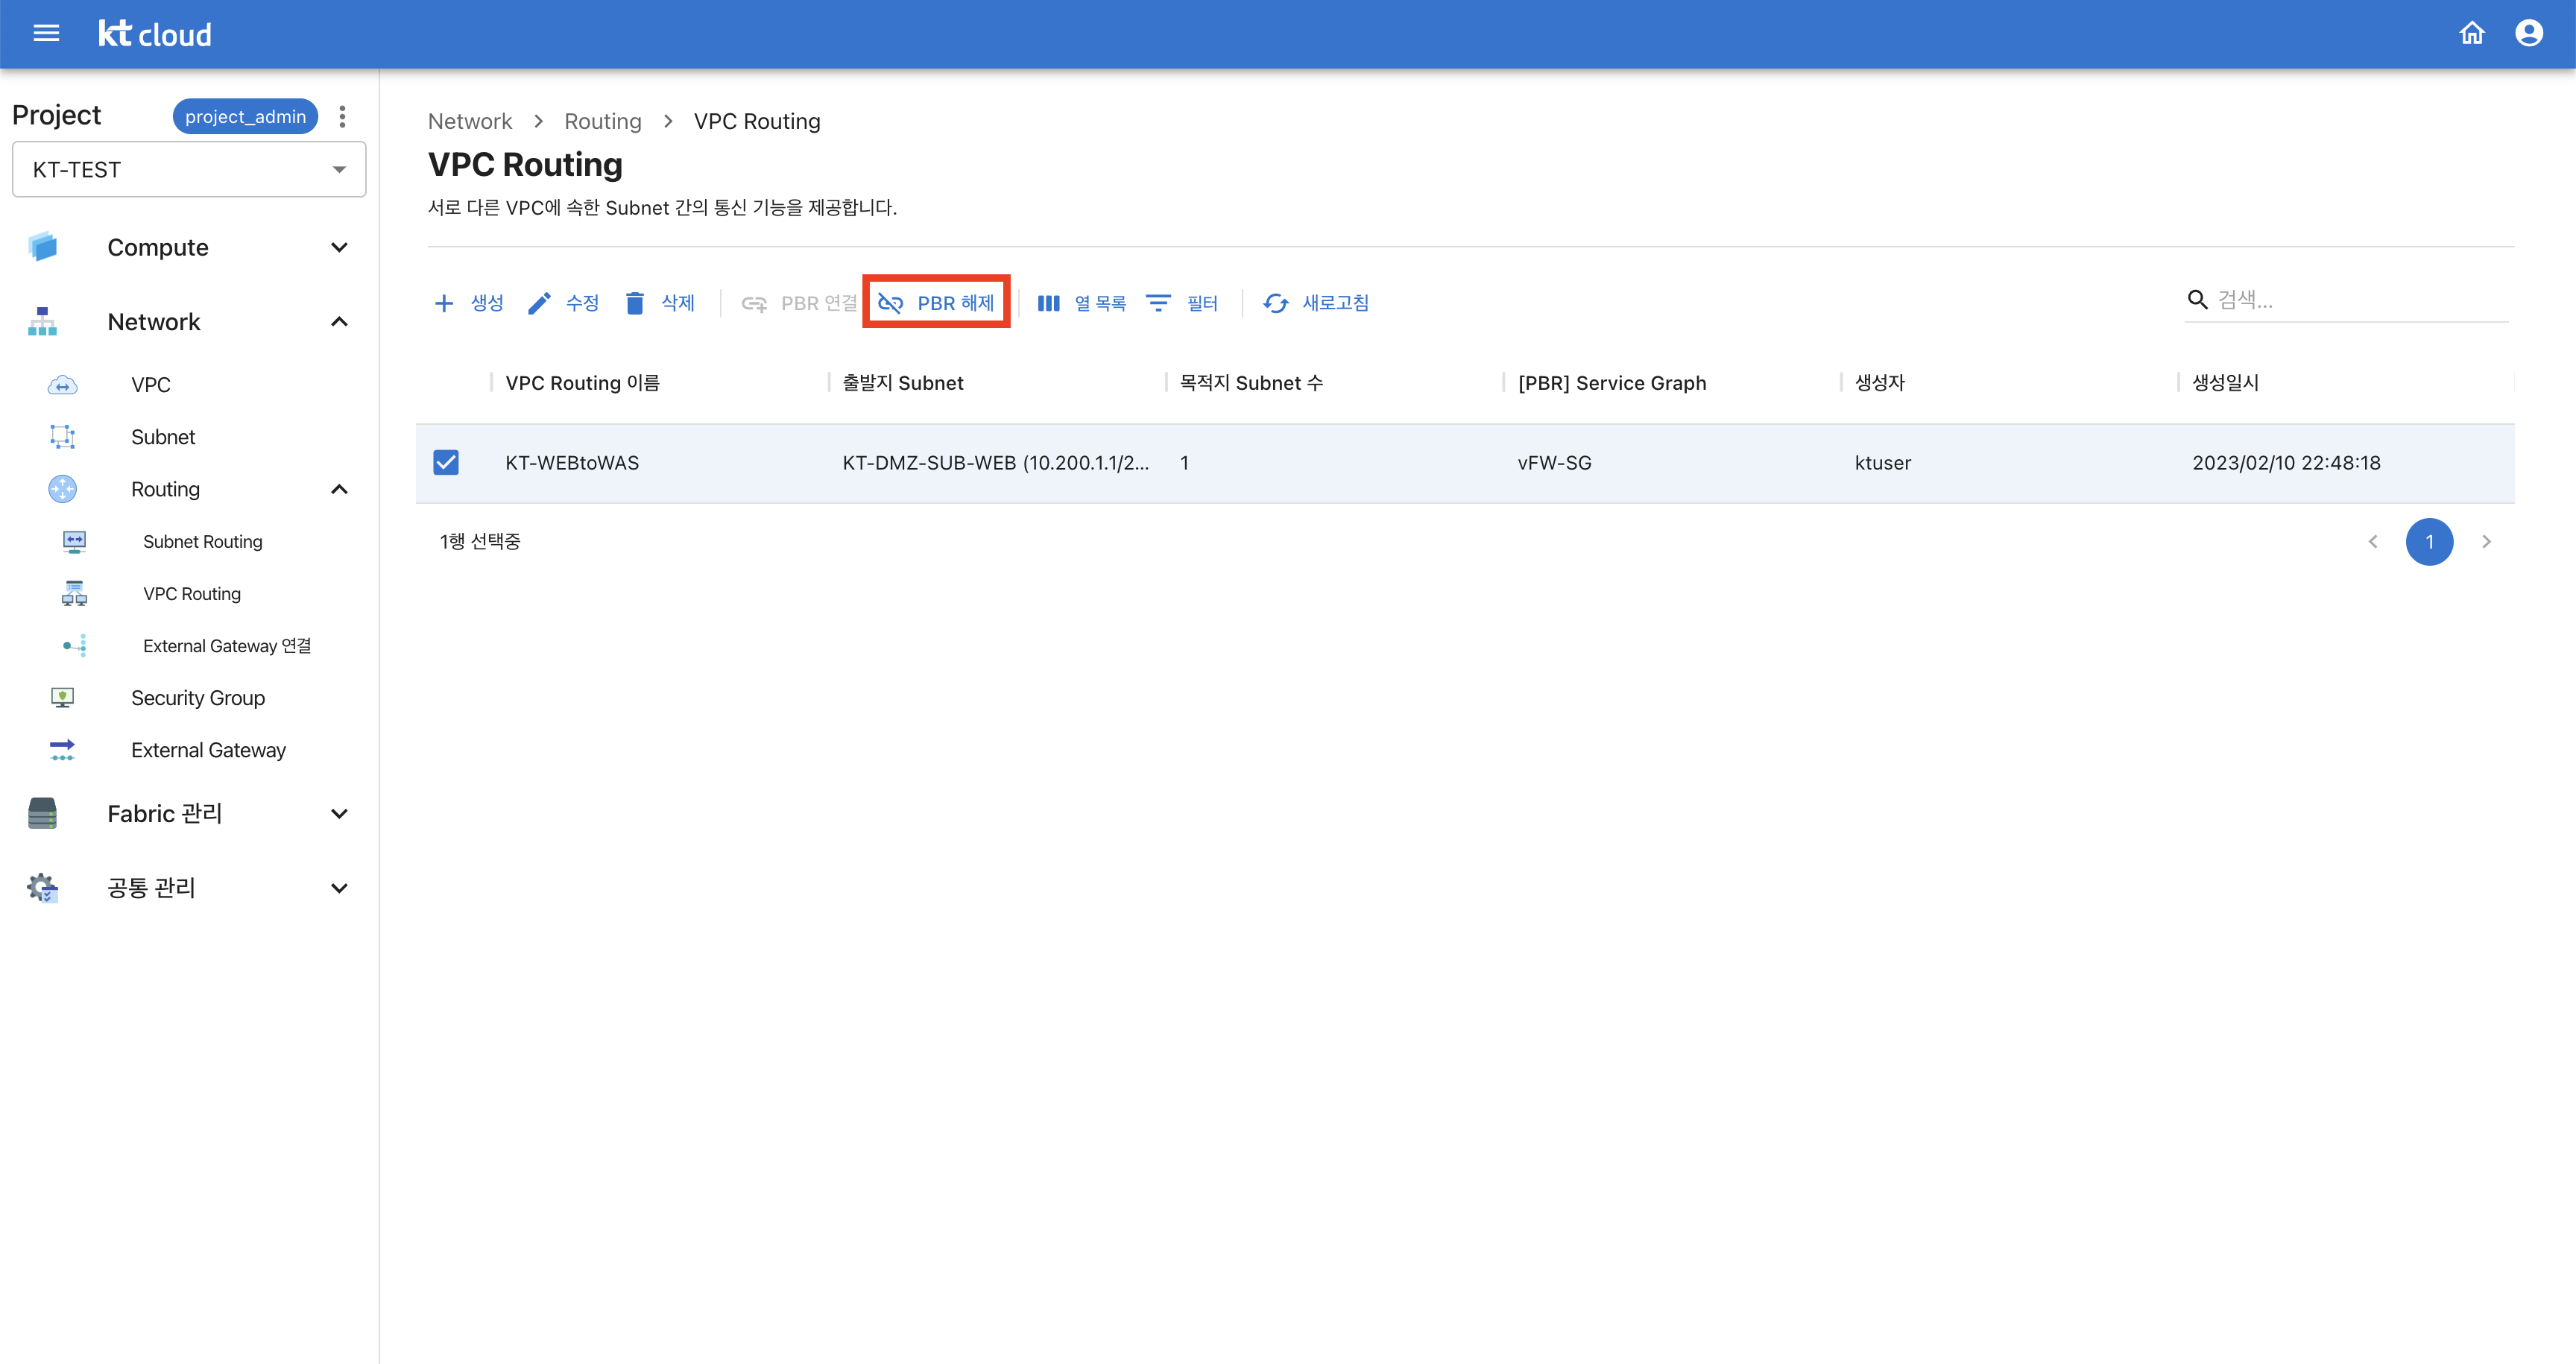 kt cloud
Project
project_admin
KT-TEST
Compute
Network
VPC
Subnet
Routing
Subnet Routing
VPC Routing
External Gateway 연결
Security Group
External Gateway
Fabric 관리
공통 관리
Network > Routing > VPC Routing
VPC Routing
서로 다른 VPC에 속한 Subnet 간의 통신 기능을 제공합니다.
생성 수정 삭제 PBR 연결 PBR 해제 열 목록 필터 새로고침 검색...
VPC Routing 이름 출발지 Subnet 목적지 Subnet 수 [PBR] Service Graph 생성자 생성일시
KT-WEBtoWAS KT-DMZ-SUB-WEB (10.200.1.1/2... 1 vFW-SG ktuser 2023/02/10 22:48:18
1행 선택중 1